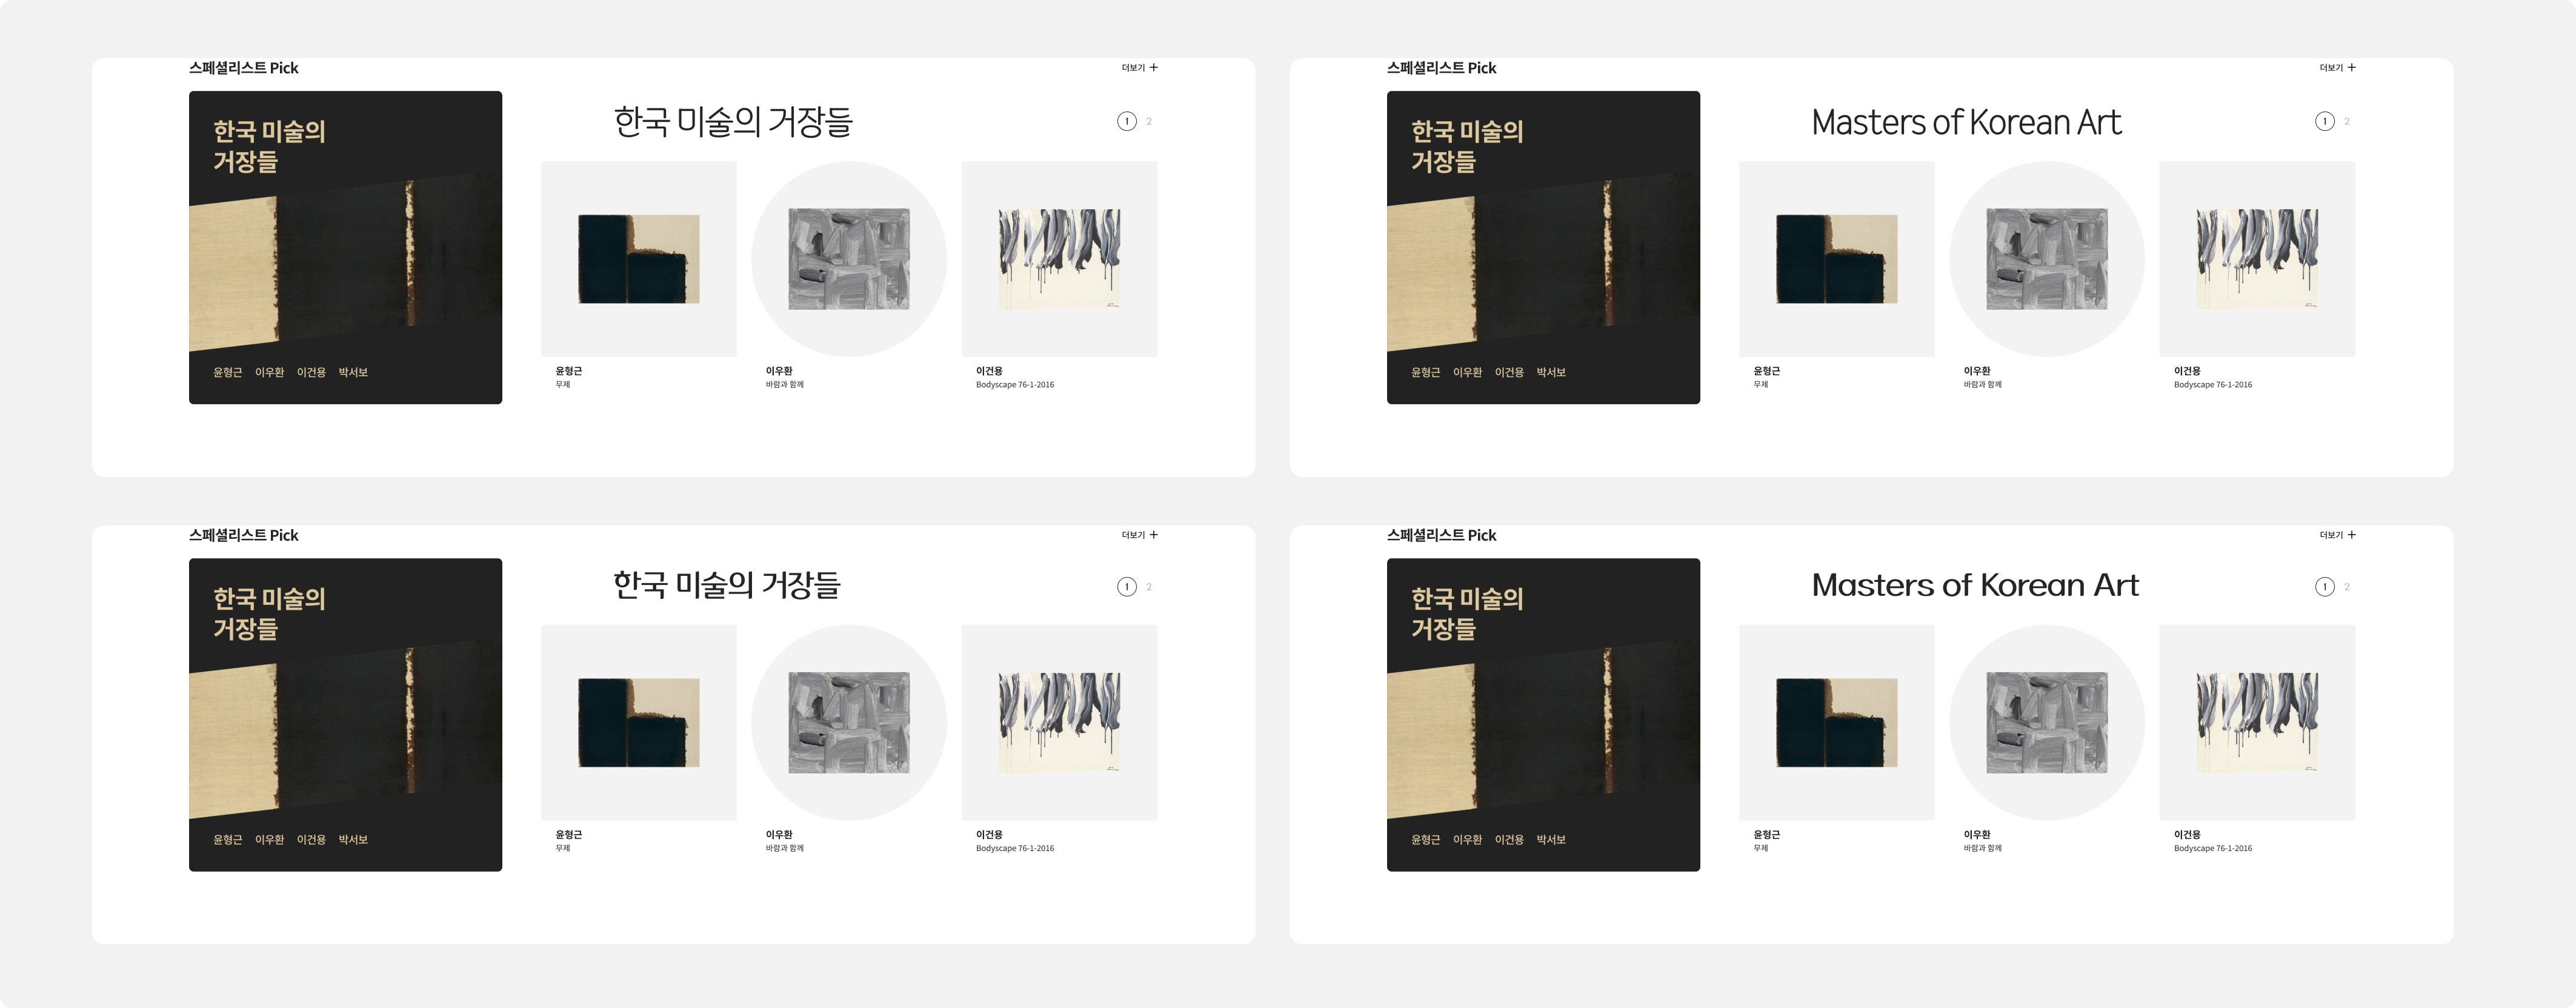 스페셜리스트 Pick
더보기 +
한국 미술의
거장들
윤형근 이우환 이건용 박서보
한국 미술의 거장들
1 2
윤형근
무제
이우환
바람과 함께
이건용
Bodyscape 76-1-2016
스페셜리스트 Pick
더보기 +
한국 미술의
거장들
윤형근 이우환 이건용 박서보
Masters of Korean Art
1 2
윤형근
무제
이우환
바람과 함께
이건용
Bodyscape 76-1-2016
스페셜리스트 Pick
더보기 +
한국 미술의
거장들
윤형근 이우환 이건용 박서보
한국 미술의 거장들
1 2
윤형근
무제
이우환
바람과 함께
이건용
Bodyscape 76-1-2016
스페셜리스트 Pick
더보기 +
한국 미술의
거장들
윤형근 이우환 이건용 박서보
Masters of Korean Art
1 2
윤형근
무제
이우환
바람과 함께
이건용
Bodyscape 76-1-2016